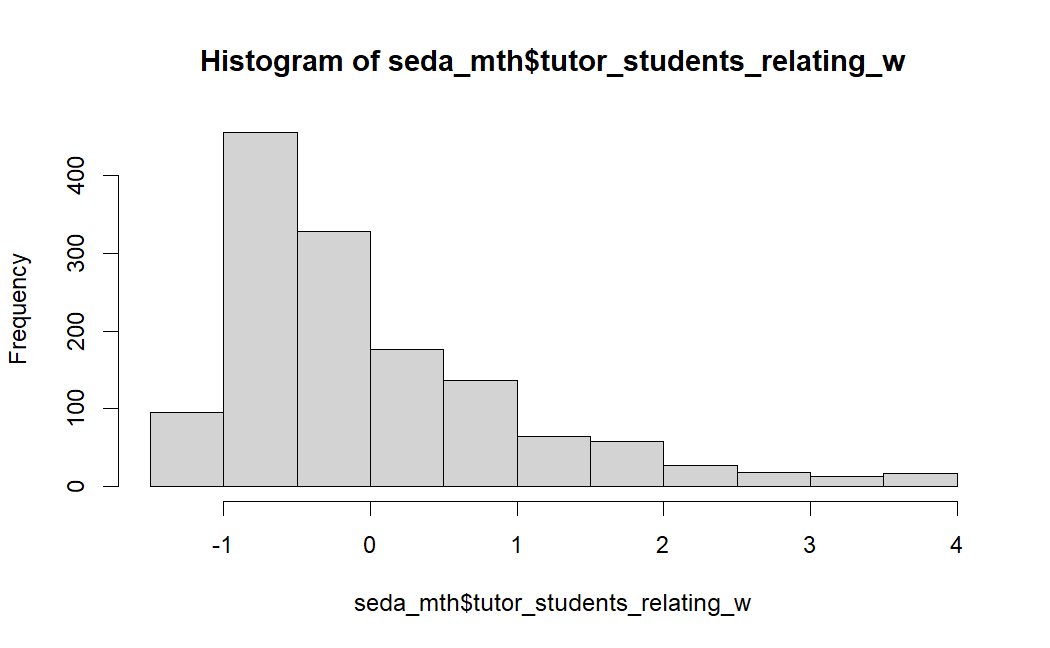 Histogram of seda_mth$tutor_students_relating_w
Frequency
400
300
200
100
0
-1 0 1 2 3 4
seda_mth$tutor_students_relating_w